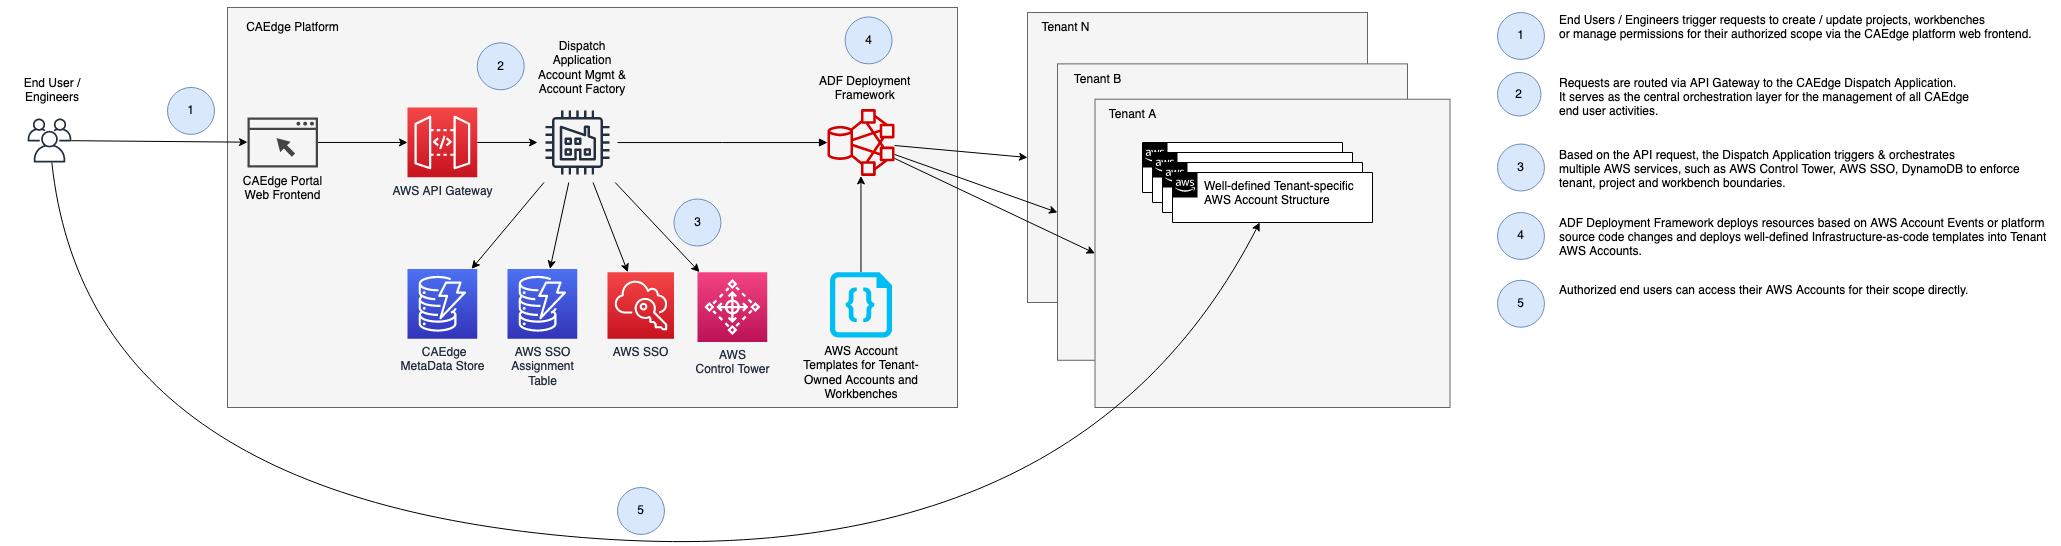 CAEdge Platform
End User /
Engineers
1
CAEdge Portal
Web Frontend
AWS API Gateway
2
Dispatch
Application
Account Mgmt &
Account Factory
3
CAEdge
MetaData Store
AWS SSO
Assignment
Table
AWS SSO
AWS
Control Tower
4
ADF Deployment
Framework
AWS Account
Templates for Tenant-
Owned Accounts and
Workbenches
Tenant N
Tenant B
Tenant A
aws
aws
aws
aws
Well-defined Tenant-specific
AWS Account Structure
5
1
End Users / Engineers trigger requests to create / update projects, workbenches
or manage permissions for their authorized scope via the CAEdge platform web frontend.
2
Requests are routed via API Gateway to the CAEdge Dispatch Application.
It serves as the central orchestration layer for the management of all CAEdge
end user activities.
3
Based on the API request, the Dispatch Application triggers & orchestrates
multiple AWS services, such as AWS Control Tower, AWS SSO, DynamoDB to enforce
tenant, project and workbench boundaries.
4
ADF Deployment Framework deploys resources based on AWS Account Events or platform
source code changes and deploys well-defined Infrastructure-as-code templates into Tenant
AWS Accounts.
5
Authorized end users can access their AWS Accounts for their scope directly.